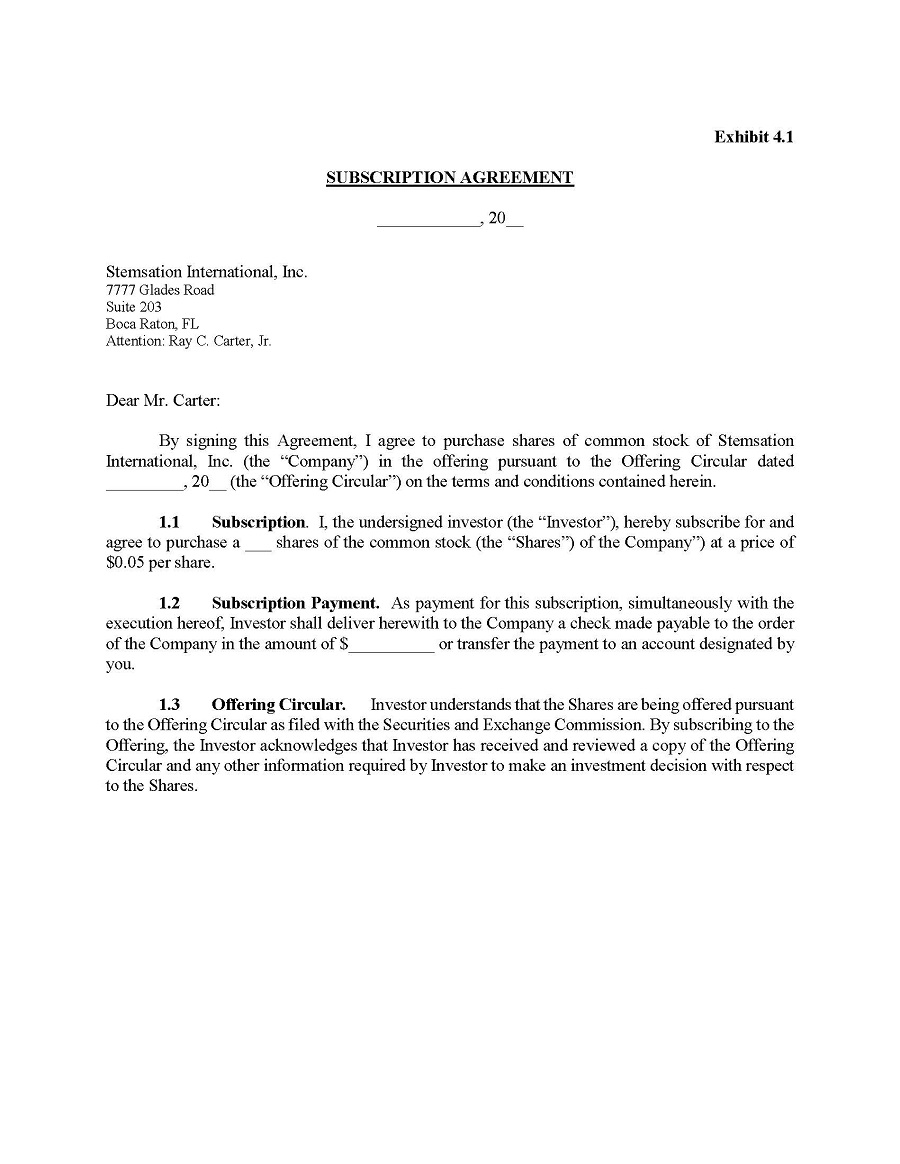 Exhibit 4.1
SUBSCRIPTION AGREEMENT
____________, 20__
Stemsation International, Inc.
7777 Glades Road
Suite 203
Boca Raton, FL
Attention: Ray C. Carter, Jr.
Dear Mr. Carter:
By signing this Agreement, I agree to purchase shares of common stock of Stemsation
International, Inc. (the “Company”) in the offering pursuant to the Offering Circular dated
_________, 20__ (the “Offering Circular”) on the terms and conditions contained herein.
1.1 Subscription. I, the undersigned investor (the “Investor”), hereby subscribe for and
agree to purchase a ___ shares of the common stock (the “Shares”) of the Company”) at a price of
$0.05 per share.
1.2 Subscription Payment. As payment for this subscription, simultaneously with the
execution hereof, Investor shall deliver herewith to the Company a check made payable to the order
of the Company in the amount of $__________ or transfer the payment to an account designated by
you.
1.3 Offering Circular. Investor understands that the Shares are being offered pursuant
to the Offering Circular as filed with the Securities and Exchange Commission. By subscribing to the
Offering, the Investor acknowledges that Investor has received and reviewed a copy of the Offering
Circular and any other information required by Investor to make an investment decision with respect
to the Shares.